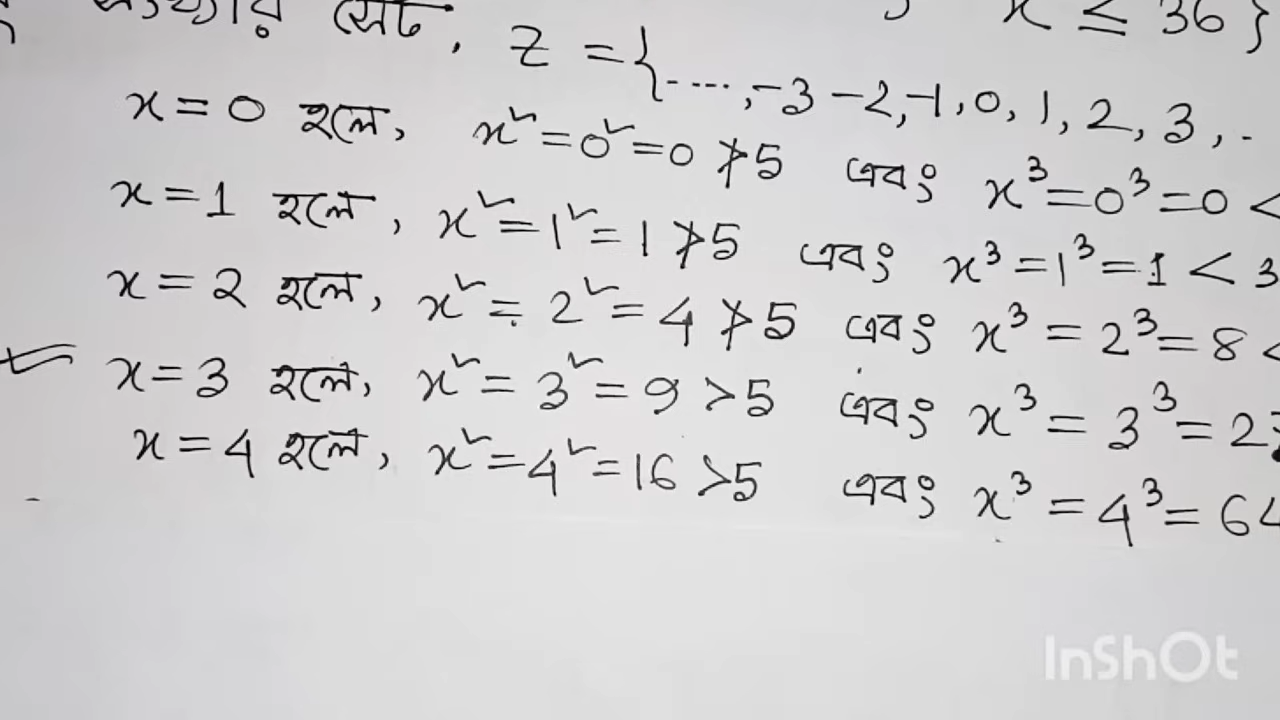 সেট, Z = {....,-3 -2,-1, 0, 1, 2, 3, .
x ≤ 36}
x = 0 হলে, x² = 0² = 0 ≯ 5 এবং x³ = 0³ = 0 <
x = 1 হলে, x² = 1² = 1 ≯ 5 এবং x³ = 1³ = 1 < 3
x = 2 হলে, x² = 2² = 4 ≯ 5 এবং x³ = 2³ = 8 <
x = 3 হলে, x² = 3² = 9 > 5 এবং x³ = 3³ = 27
x = 4 হলে, x² = 4² = 16 > 5 এবং x³ = 4³ = 64
InShOt